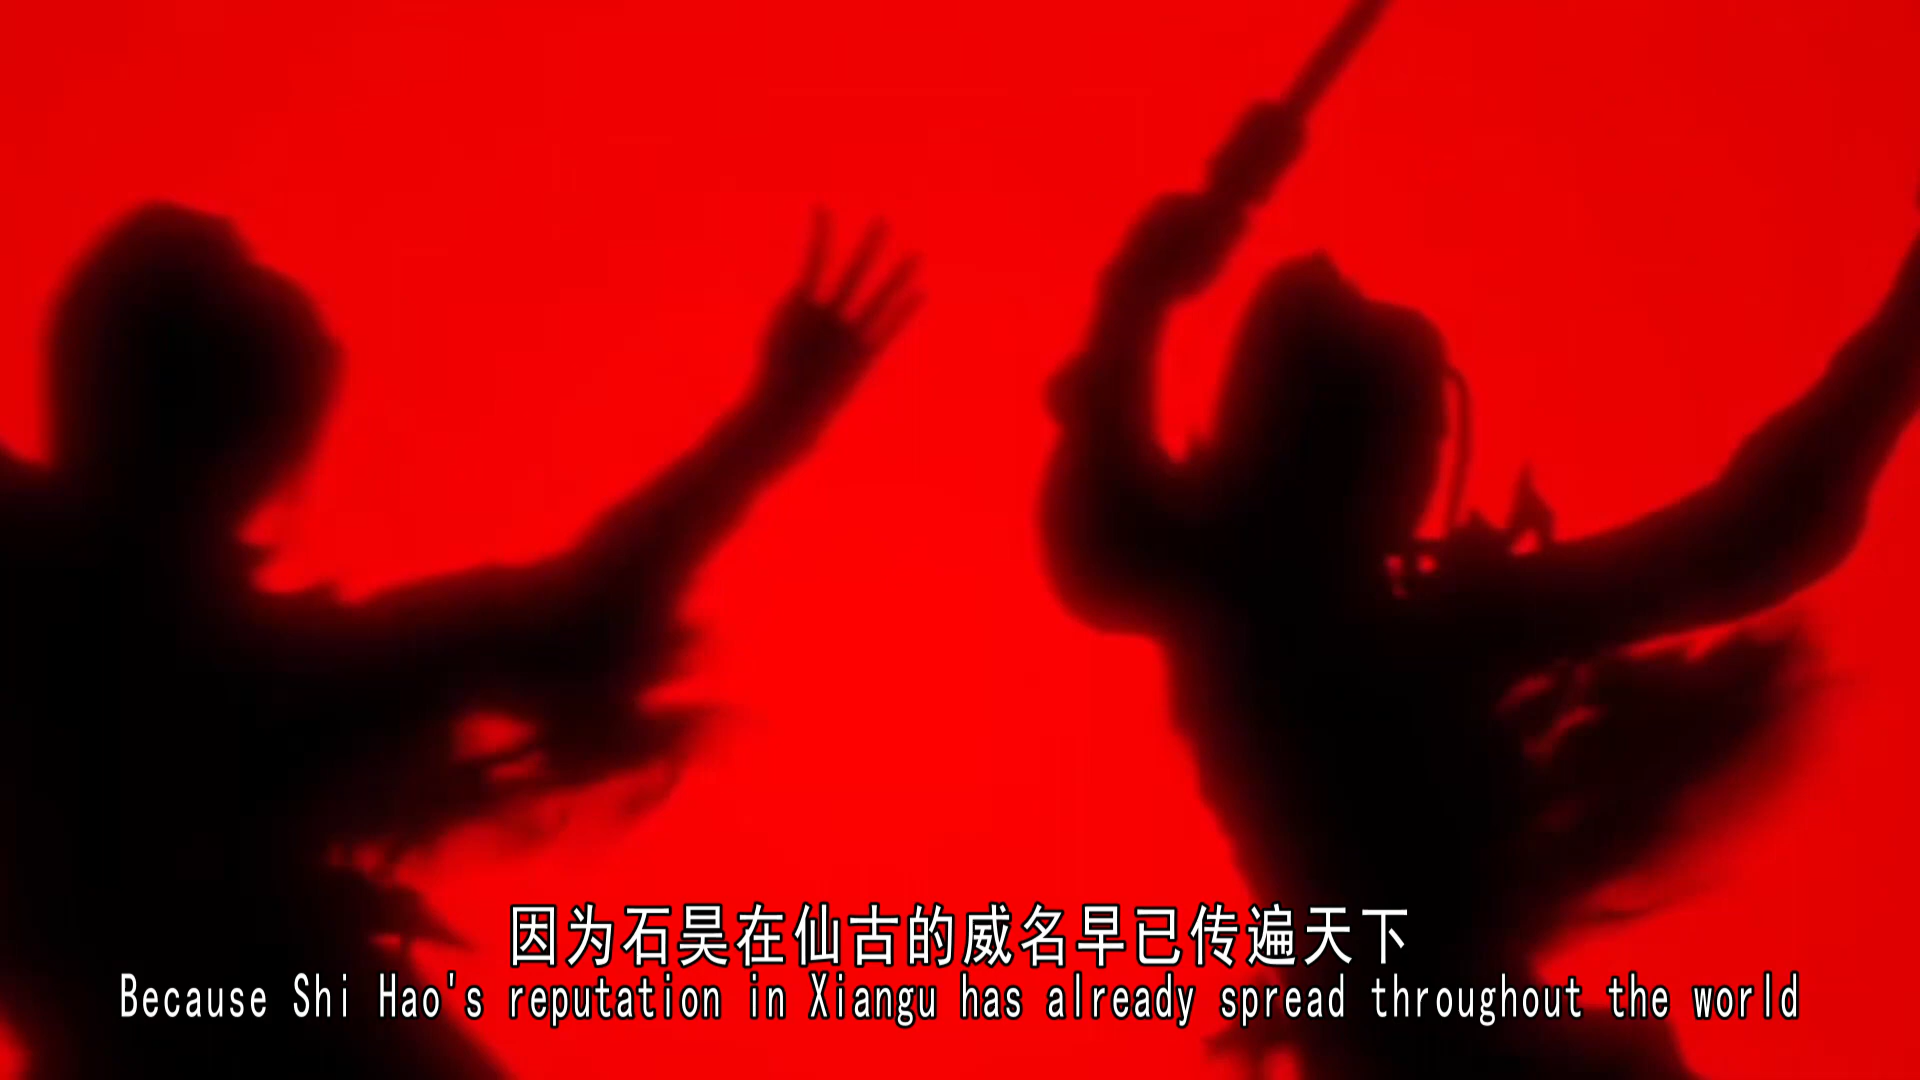 因为石昊在仙古的威名早已传遍天下
Because Shi Hao's reputation in Xiangu has already spread throughout the world